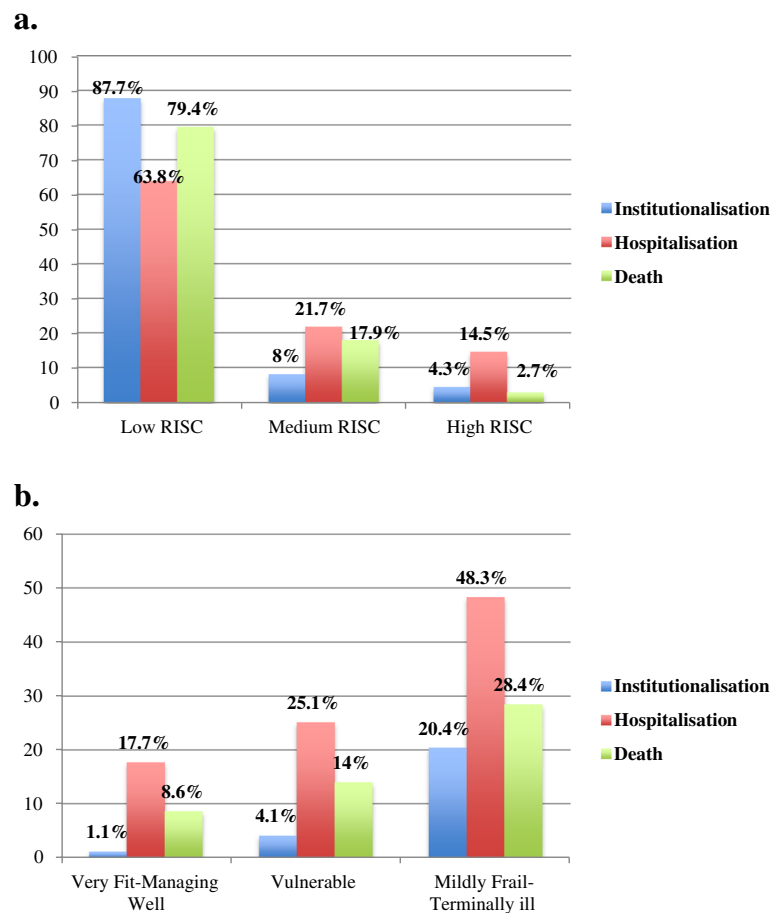 a.
100
90
80
70
60
50
40
30
20
10
0
87.7%
63.8%
79.4%
8%
21.7%
17.9%
4.3%
14.5%
2.7%
Low RISC
Medium RISC
High RISC
Institutionalisation
Hospitalisation
Death
b.
60
50
40
30
20
10
0
1.1%
17.7%
8.6%
4.1%
25.1%
14%
20.4%
48.3%
28.4%
Very Fit-Managing
Well
Vulnerable
Mildly Frail-
Terminally ill
Institutionalisation
Hospitalisation
Death